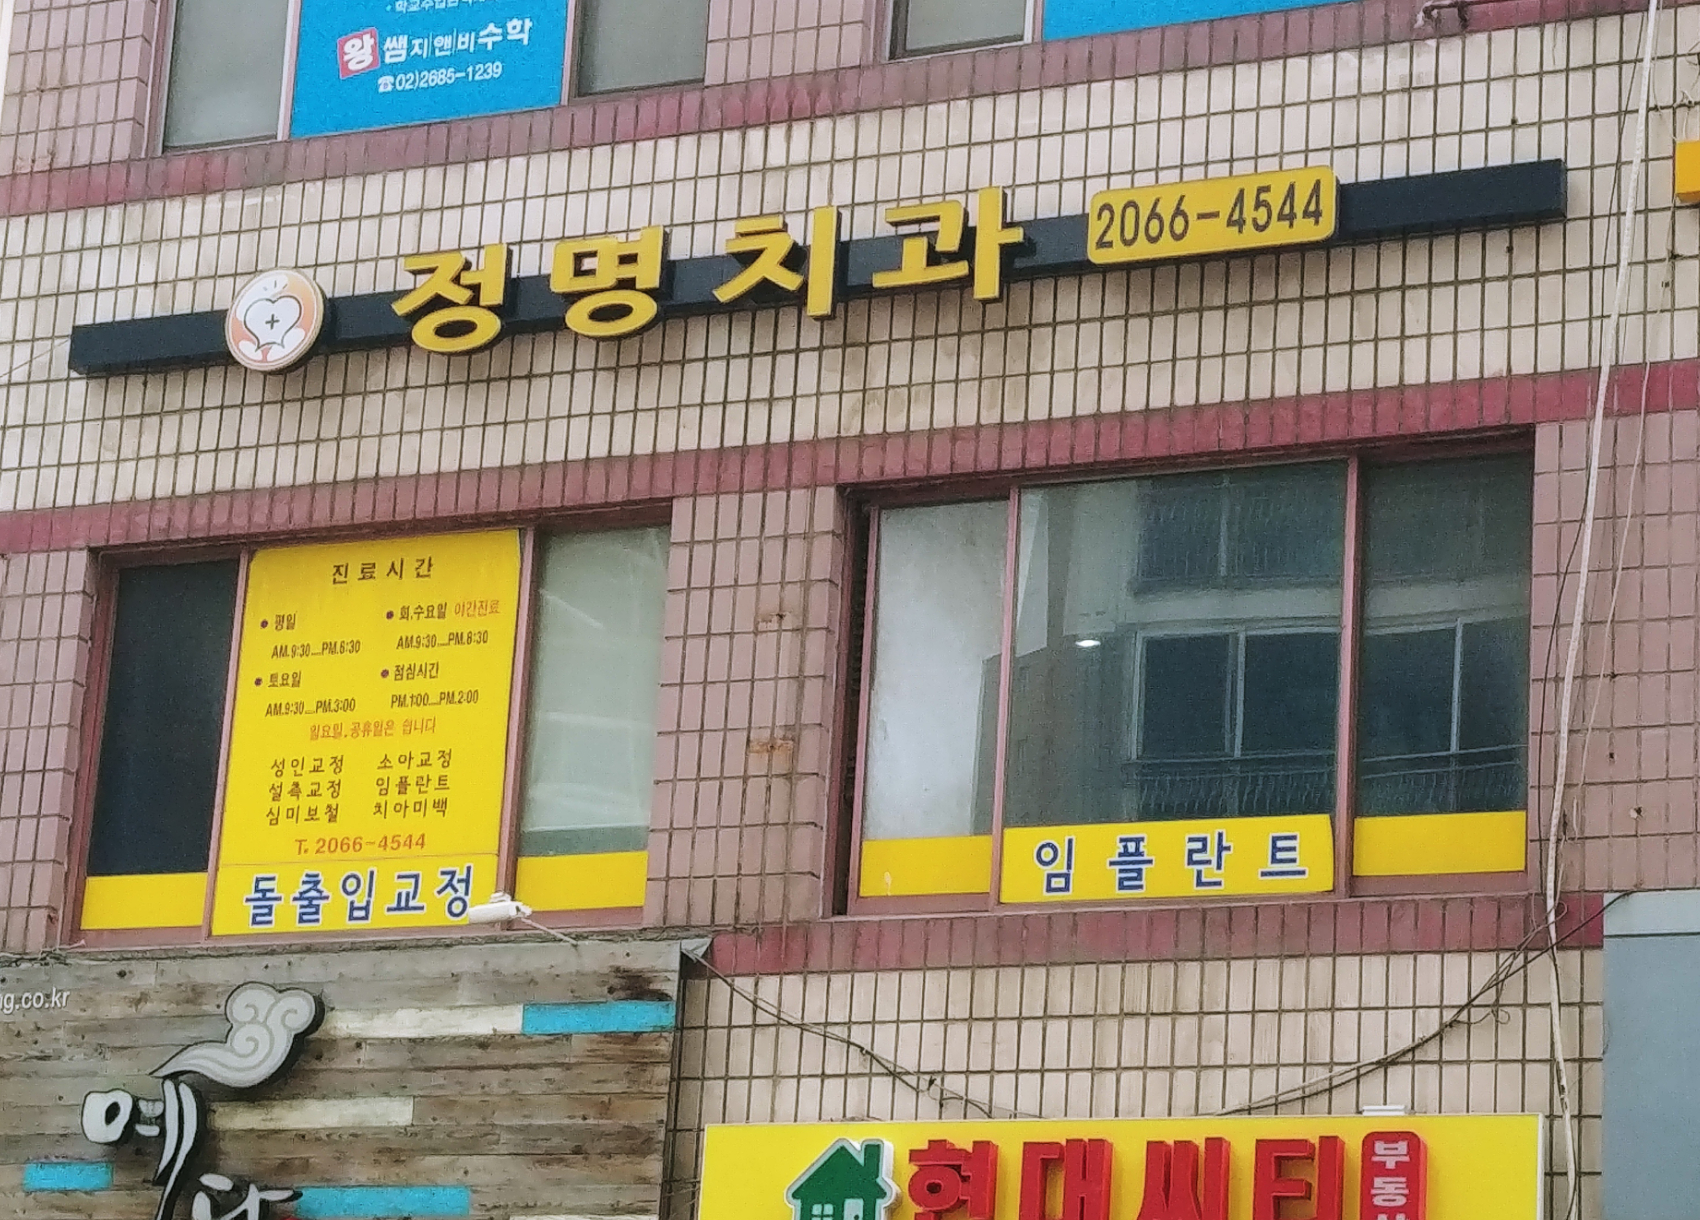 왕쌤지|앤|비수학
☎02)2685-1239
정명치과 2066-4544
진료시간
• 평일
AM.9:30....PM.6:30
• 화,수요일 야간진료
AM.9:30....PM.8:30
• 토요일
AM.9:30....PM.3:00
• 점심시간
PM.1:00....PM.2:00
일요일,공휴일은 쉽니다
성인교정 소아교정
설측교정 임플란트
심미보철 치아미백
T. 2066-4544
돌출입교정
임플란트
g.co.kr
예
현대씨티 부동